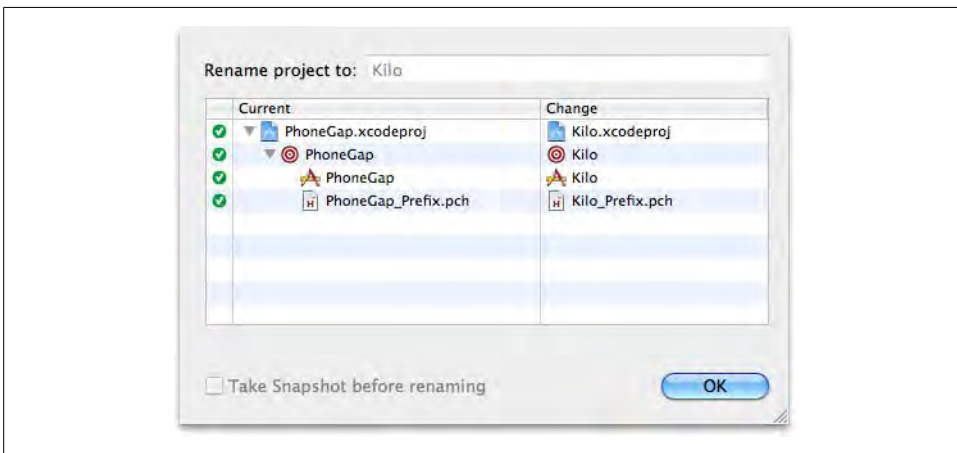 Rename project to: Kilo
Current Change
PhoneGap.xcodeproj Kilo.xcodeproj
PhoneGap Kilo
PhoneGap Kilo
PhoneGap_Prefix.pch Kilo_Prefix.pch
Take Snapshot before renaming OK